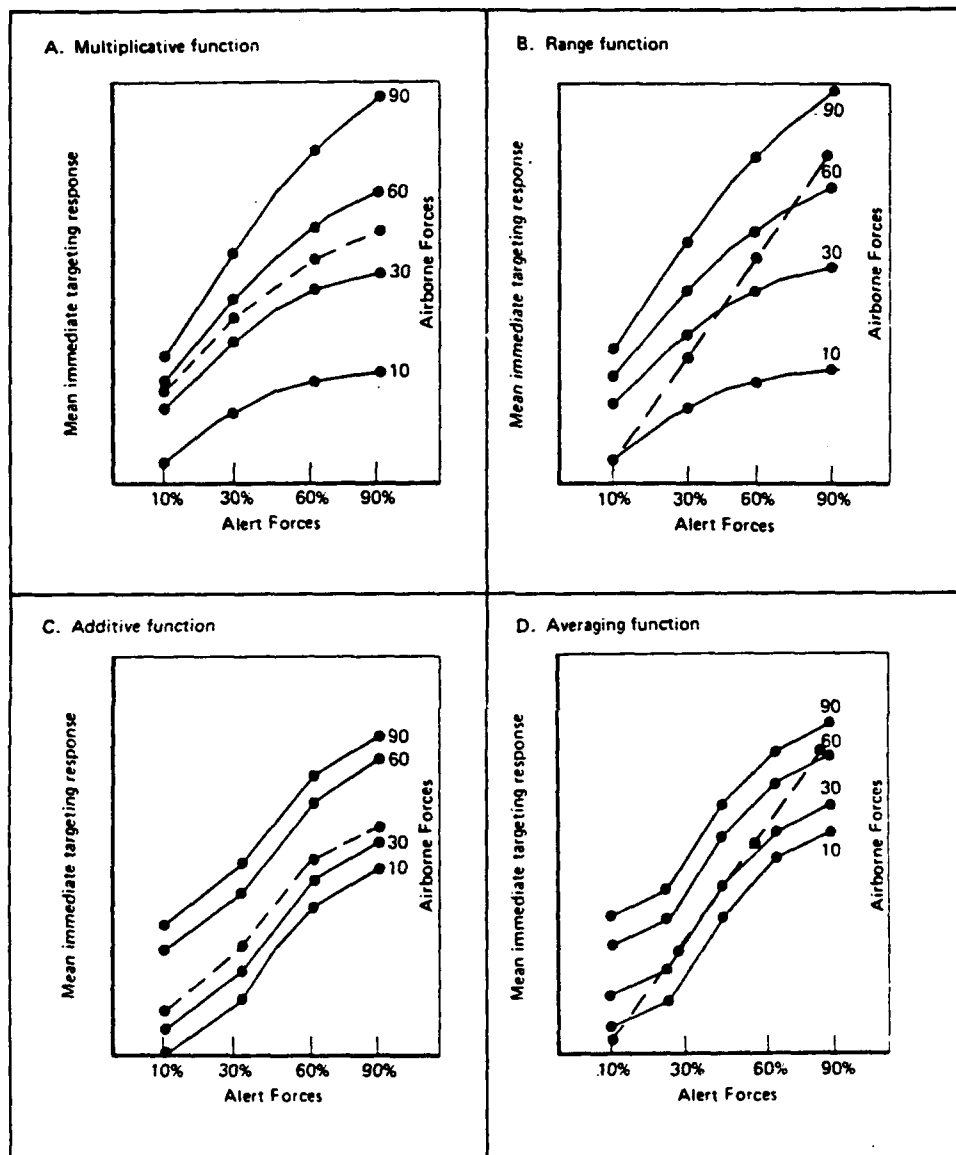 A. Multiplicative function
Mean immediate targeting response
90
60
30
10
Airborne Forces
10% 30% 60% 90%
Alert Forces
B. Range function
Mean immediate targeting response
90
60
30
10
Airborne Forces
10% 30% 60% 90%
Alert Forces
C. Additive function
Mean immediate targeting response
90
60
30
10
Airborne Forces
10% 30% 60% 90%
Alert Forces
D. Averaging function
Mean immediate targeting response
90
60
30
10
Airborne Forces
10% 30% 60% 90%
Alert Forces